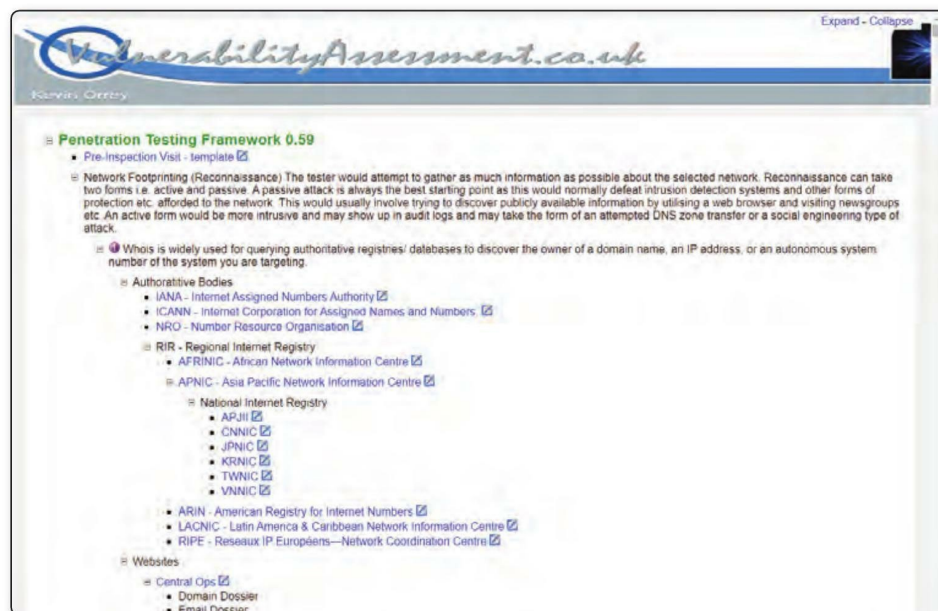 Expand - Collapse
VulnerabilityAssessment.co.uk
Penetration Testing Framework 0.59
Pre-Inspection Visit - template
Network Footprinting (Reconnaissance) The tester would attempt to gather as much information as possible about the selected network. Reconnaissance can take
two forms i.e. active and passive. A passive attack is always the best starting point as this would normally defeat intrusion detection systems and other forms of
protection etc. afforded to the network. This would usually involve trying to discover publicly available information by utilising a web browser and visiting newsgroups
etc. An active form would be more intrusive and may show up in audit logs and may take the form of an attempted DNS zone transfer or a social engineering type of
attack.
Whois is widely used for querying authoritative registries/ databases to discover the owner of a domain name, an IP address, or an autonomous system
number of the system you are targeting.
Authoratitive Bodies
IANA - Internet Assigned Numbers Authority
ICANN - Internet Corporation for Assigned Names and Numbers.
NRO - Number Resource Organisation
RIR - Regional Internet Registry
AFRINIC - African Network Information Centre
APNIC - Asia Pacific Network Information Centre
National Internet Registry
APJII
CNNIC
JPNIC
KRNIC
TWNIC
VNNIC
ARIN - American Registry for Internet Numbers
LACNIC - Latin America & Caribbean Network Information Centre
RIPE - Reseaux IP Européens—Network Coordination Centre
Websites
Central Ops
Domain Dossier
Email Dossier